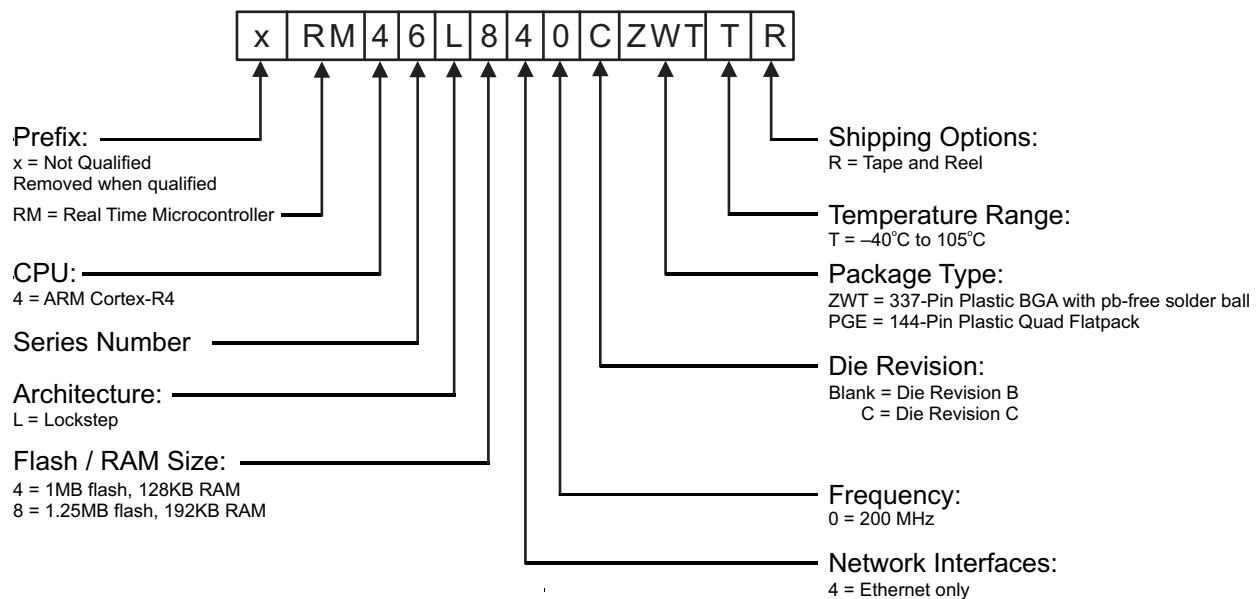 x RM 4 6 L 8 4 0 C ZWT T R
Prefix:
x = Not Qualified
Removed when qualified
RM = Real Time Microcontroller
CPU:
4 = ARM Cortex-R4
Series Number
Architecture:
L = Lockstep
Flash / RAM Size:
4 = 1MB flash, 128KB RAM
8 = 1.25MB flash, 192KB RAM
Shipping Options:
R = Tape and Reel
Temperature Range:
T = –40°C to 105°C
Package Type:
ZWT = 337-Pin Plastic BGA with pb-free solder ball
PGE = 144-Pin Plastic Quad Flatpack
Die Revision:
Blank = Die Revision B
C = Die Revision C
Frequency:
0 = 200 MHz
Network Interfaces:
4 = Ethernet only